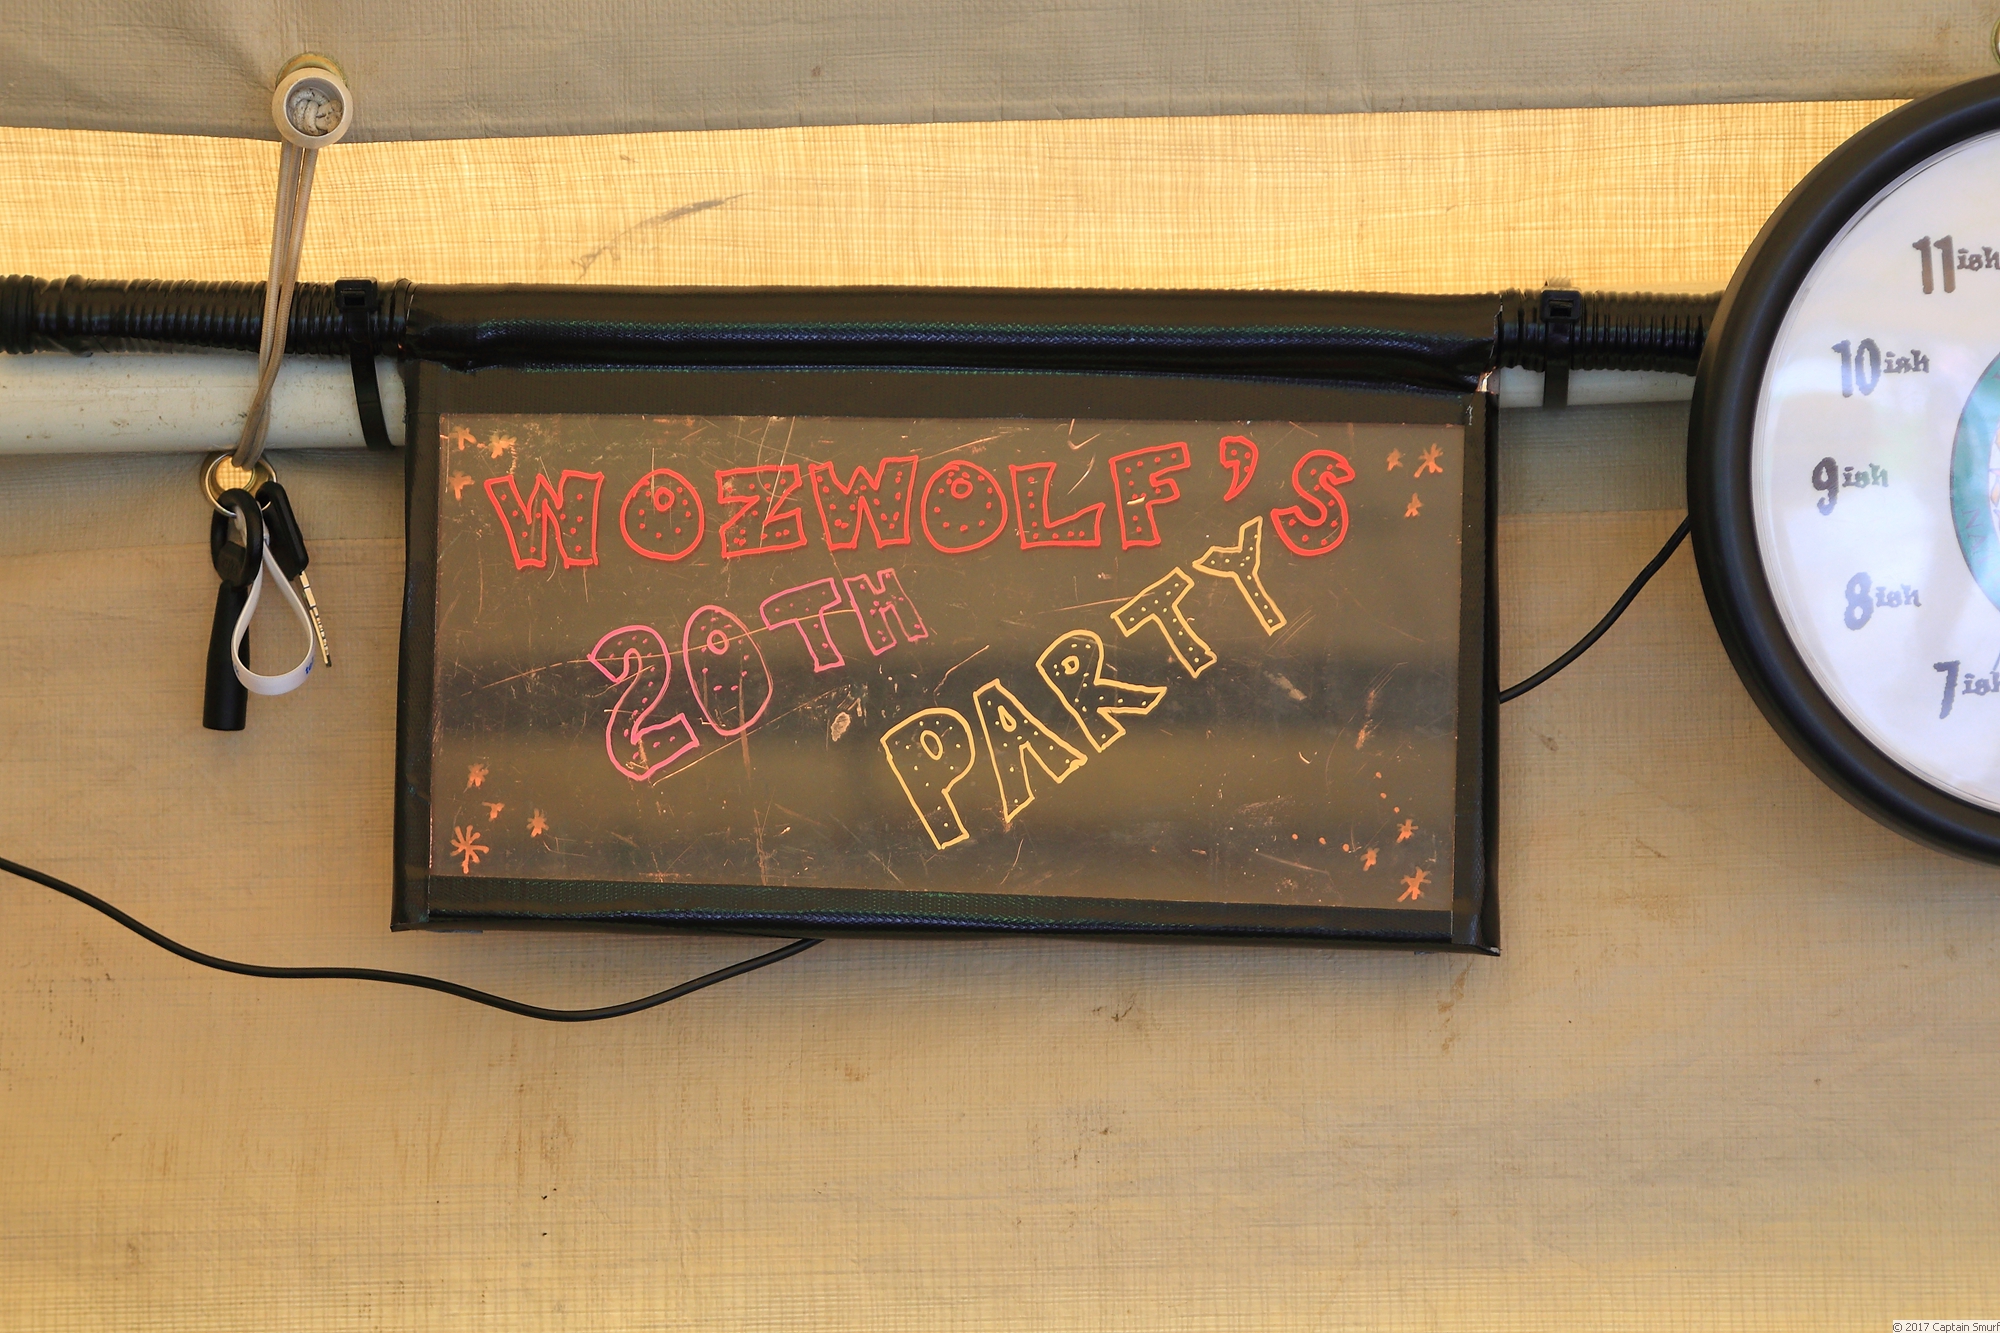 WOZWOLF'S
20TH
PARTY
11ish
10ish
9ish
8ish
7ish
© 2017 Captain Smurf